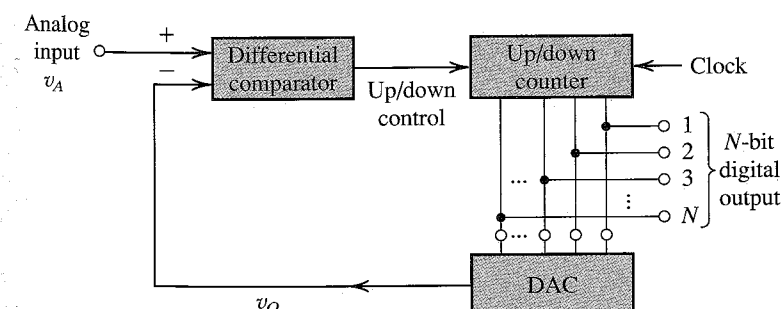 Analog
input
v_A
+
−
Differential
comparator
Up/down
control
Up/down
counter
Clock
1
2
3
...
⋮
N
N-bit
digital
output
...
DAC
v_O